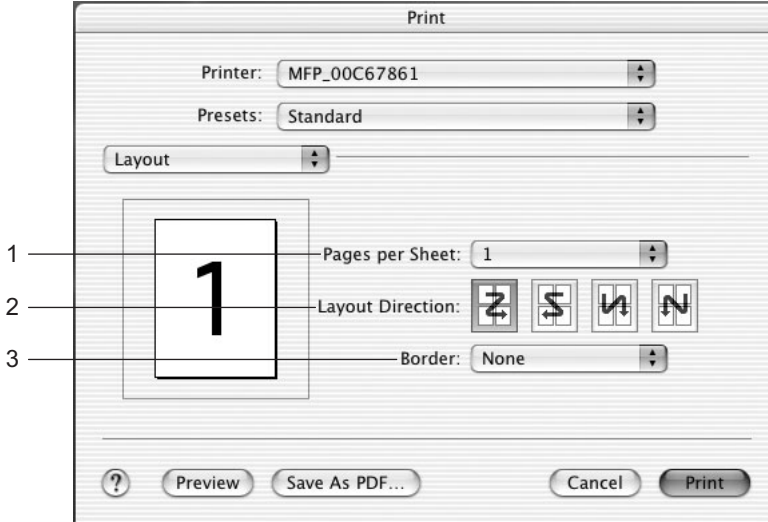 Print
Printer: MFP_00C67861
Presets: Standard
Layout
1
1 Pages per Sheet: 1
2 Layout Direction:
3 Border: None
? Preview Save As PDF... Cancel Print